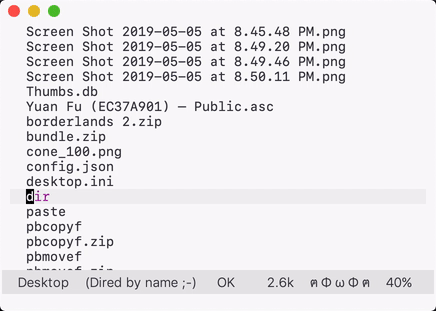 Screen Shot 2019-05-05 at 8.45.48 PM.png
Screen Shot 2019-05-05 at 8.49.20 PM.png
Screen Shot 2019-05-05 at 8.49.46 PM.png
Screen Shot 2019-05-05 at 8.50.11 PM.png
Thumbs.db
Yuan Fu (EC37A901) — Public.asc
borderlands 2.zip
bundle.zip
cone_100.png
config.json
desktop.ini
dir
paste
pbcopyf
pbcopyf.zip
pbmovef
pbmovef.zip
Desktop (Dired by name ;-) OK 2.6k ฅ Φ ω Φ ฅ 40%